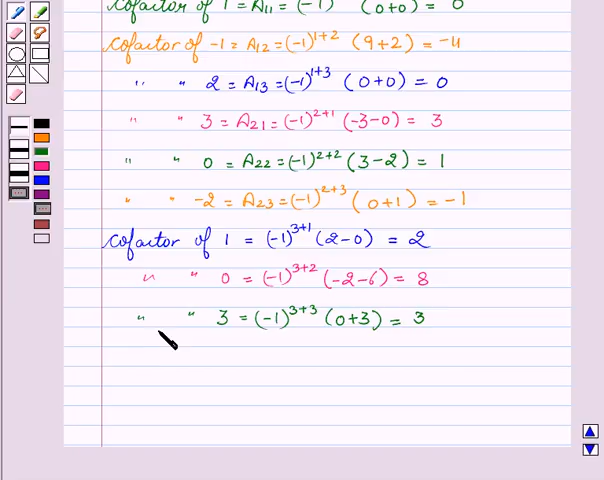 Cofactor of 1 = A11 = (-1) (0+0) = 0
Cofactor of -1 = A12 = (-1)^1+2 (9+2) = -11
" " 2 = A13 = (-1)^1+3 (0+0) = 0
" " 3 = A21 = (-1)^2+1 (-3-0) = 3
" " 0 = A22 = (-1)^2+2 (3-2) = 1
" " -2 = A23 = (-1)^2+3 (0+1) = -1
Cofactor of 1 = (-1)^3+1 (2-0) = 2
" " 0 = (-1)^3+2 (-2-6) = 8
" " 3 = (-1)^3+3 (0+3) = 3